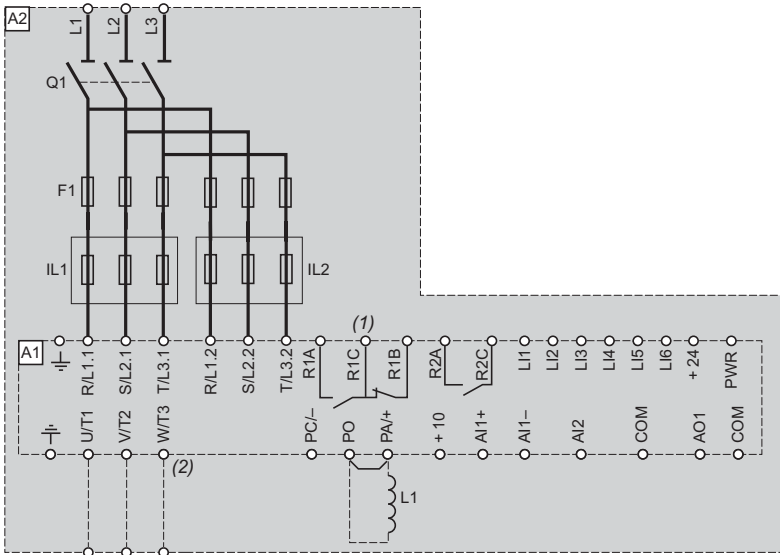 A2
L1
L2
L3
Q1
F1
IL1
IL2
(1)
A1
R/L1.1
S/L2.1
T/L3.1
R/L1.2
S/L2.2
T/L3.2
R1A
R1C
R1B
R2A
R2C
LI1
LI2
LI3
LI4
LI5
LI6
+ 24
PWR
U/T1
V/T2
W/T3
PC/–
PO
PA/+
+ 10
AI1+
AI1–
AI2
COM
AO1
COM
(2)
L1